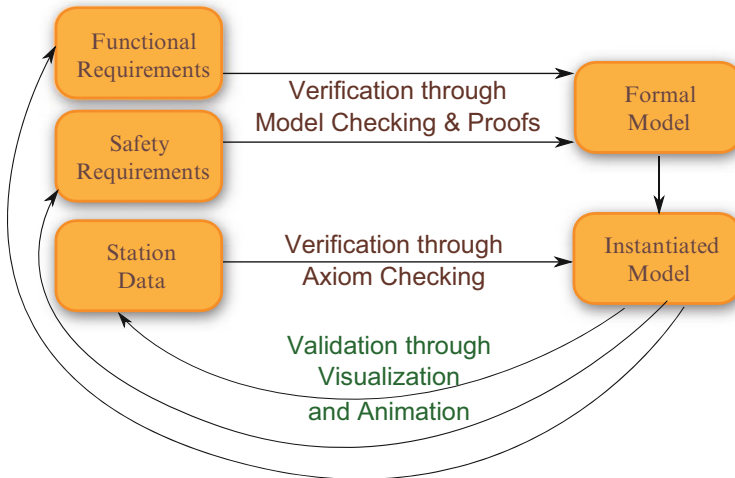 Functional
Requirements
Verification through
Model Checking & Proofs
Formal
Model
Safety
Requirements
Station
Data
Verification through
Axiom Checking
Instantiated
Model
Validation through
Visualization
and Animation